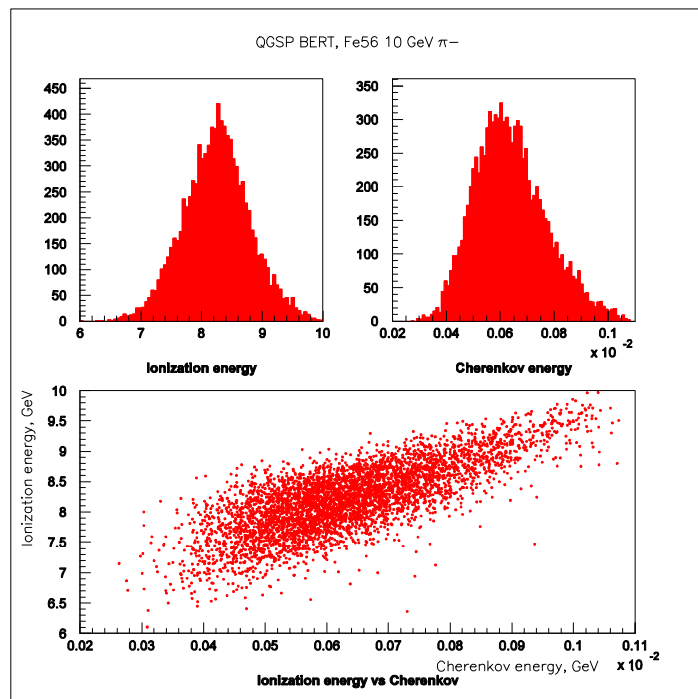 QGSP BERT, Fe56 10 GeV π−
450
400
350
300
250
200
150
100
50
0
6 7 8 9 10
Ionization energy
350
300
250
200
150
100
50
0
0.02 0.04 0.06 0.08 0.1
x 10 -2
Cherenkov energy
Ionization energy, GeV
10
9.5
9
8.5
8
7.5
7
6.5
6
0.02 0.03 0.04 0.05 0.06 0.07 0.08 0.09 0.1 0.11
x 10 -2
Cherenkov energy, GeV
Ionization energy vs Cherenkov